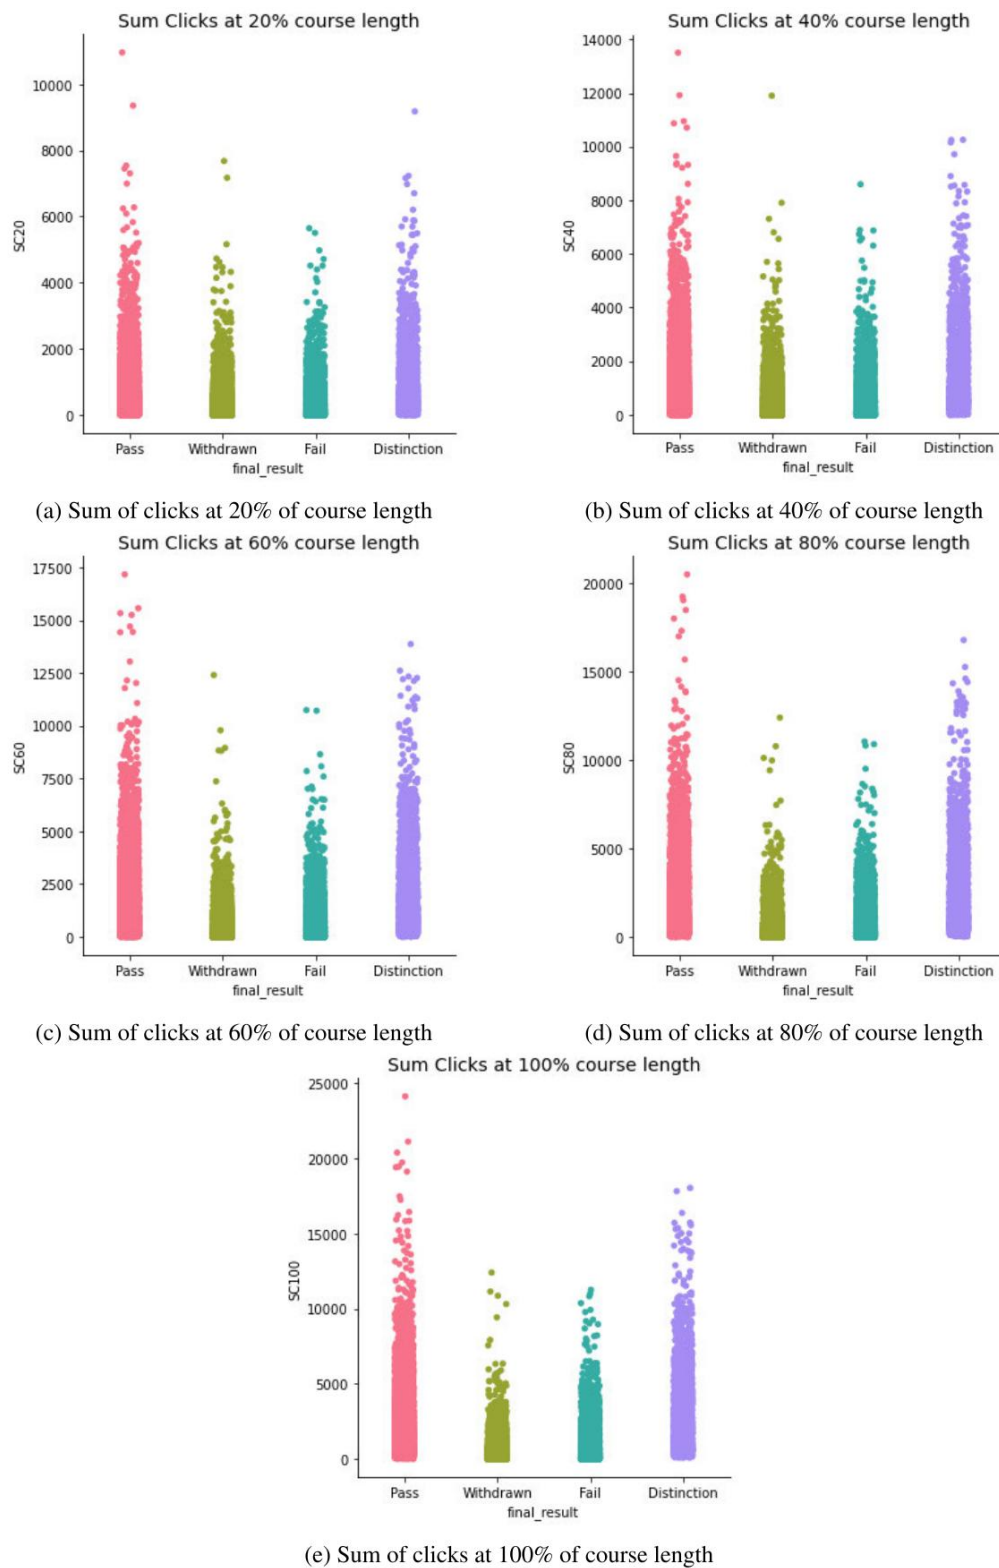 Sum Clicks at 20% course length
10000
8000
6000
4000
2000
0
SC20
Pass Withdrawn Fail Distinction
final_result
(a) Sum of clicks at 20% of course length
Sum Clicks at 40% course length
14000
12000
10000
8000
6000
4000
2000
0
SC40
Pass Withdrawn Fail Distinction
final_result
(b) Sum of clicks at 40% of course length
Sum Clicks at 60% course length
17500
15000
12500
10000
7500
5000
2500
0
SC60
Pass Withdrawn Fail Distinction
final_result
(c) Sum of clicks at 60% of course length
Sum Clicks at 80% course length
20000
15000
10000
5000
0
SC80
Pass Withdrawn Fail Distinction
final_result
(d) Sum of clicks at 80% of course length
Sum Clicks at 100% course length
25000
20000
15000
10000
5000
0
SC100
Pass Withdrawn Fail Distinction
final_result
(e) Sum of clicks at 100% of course length